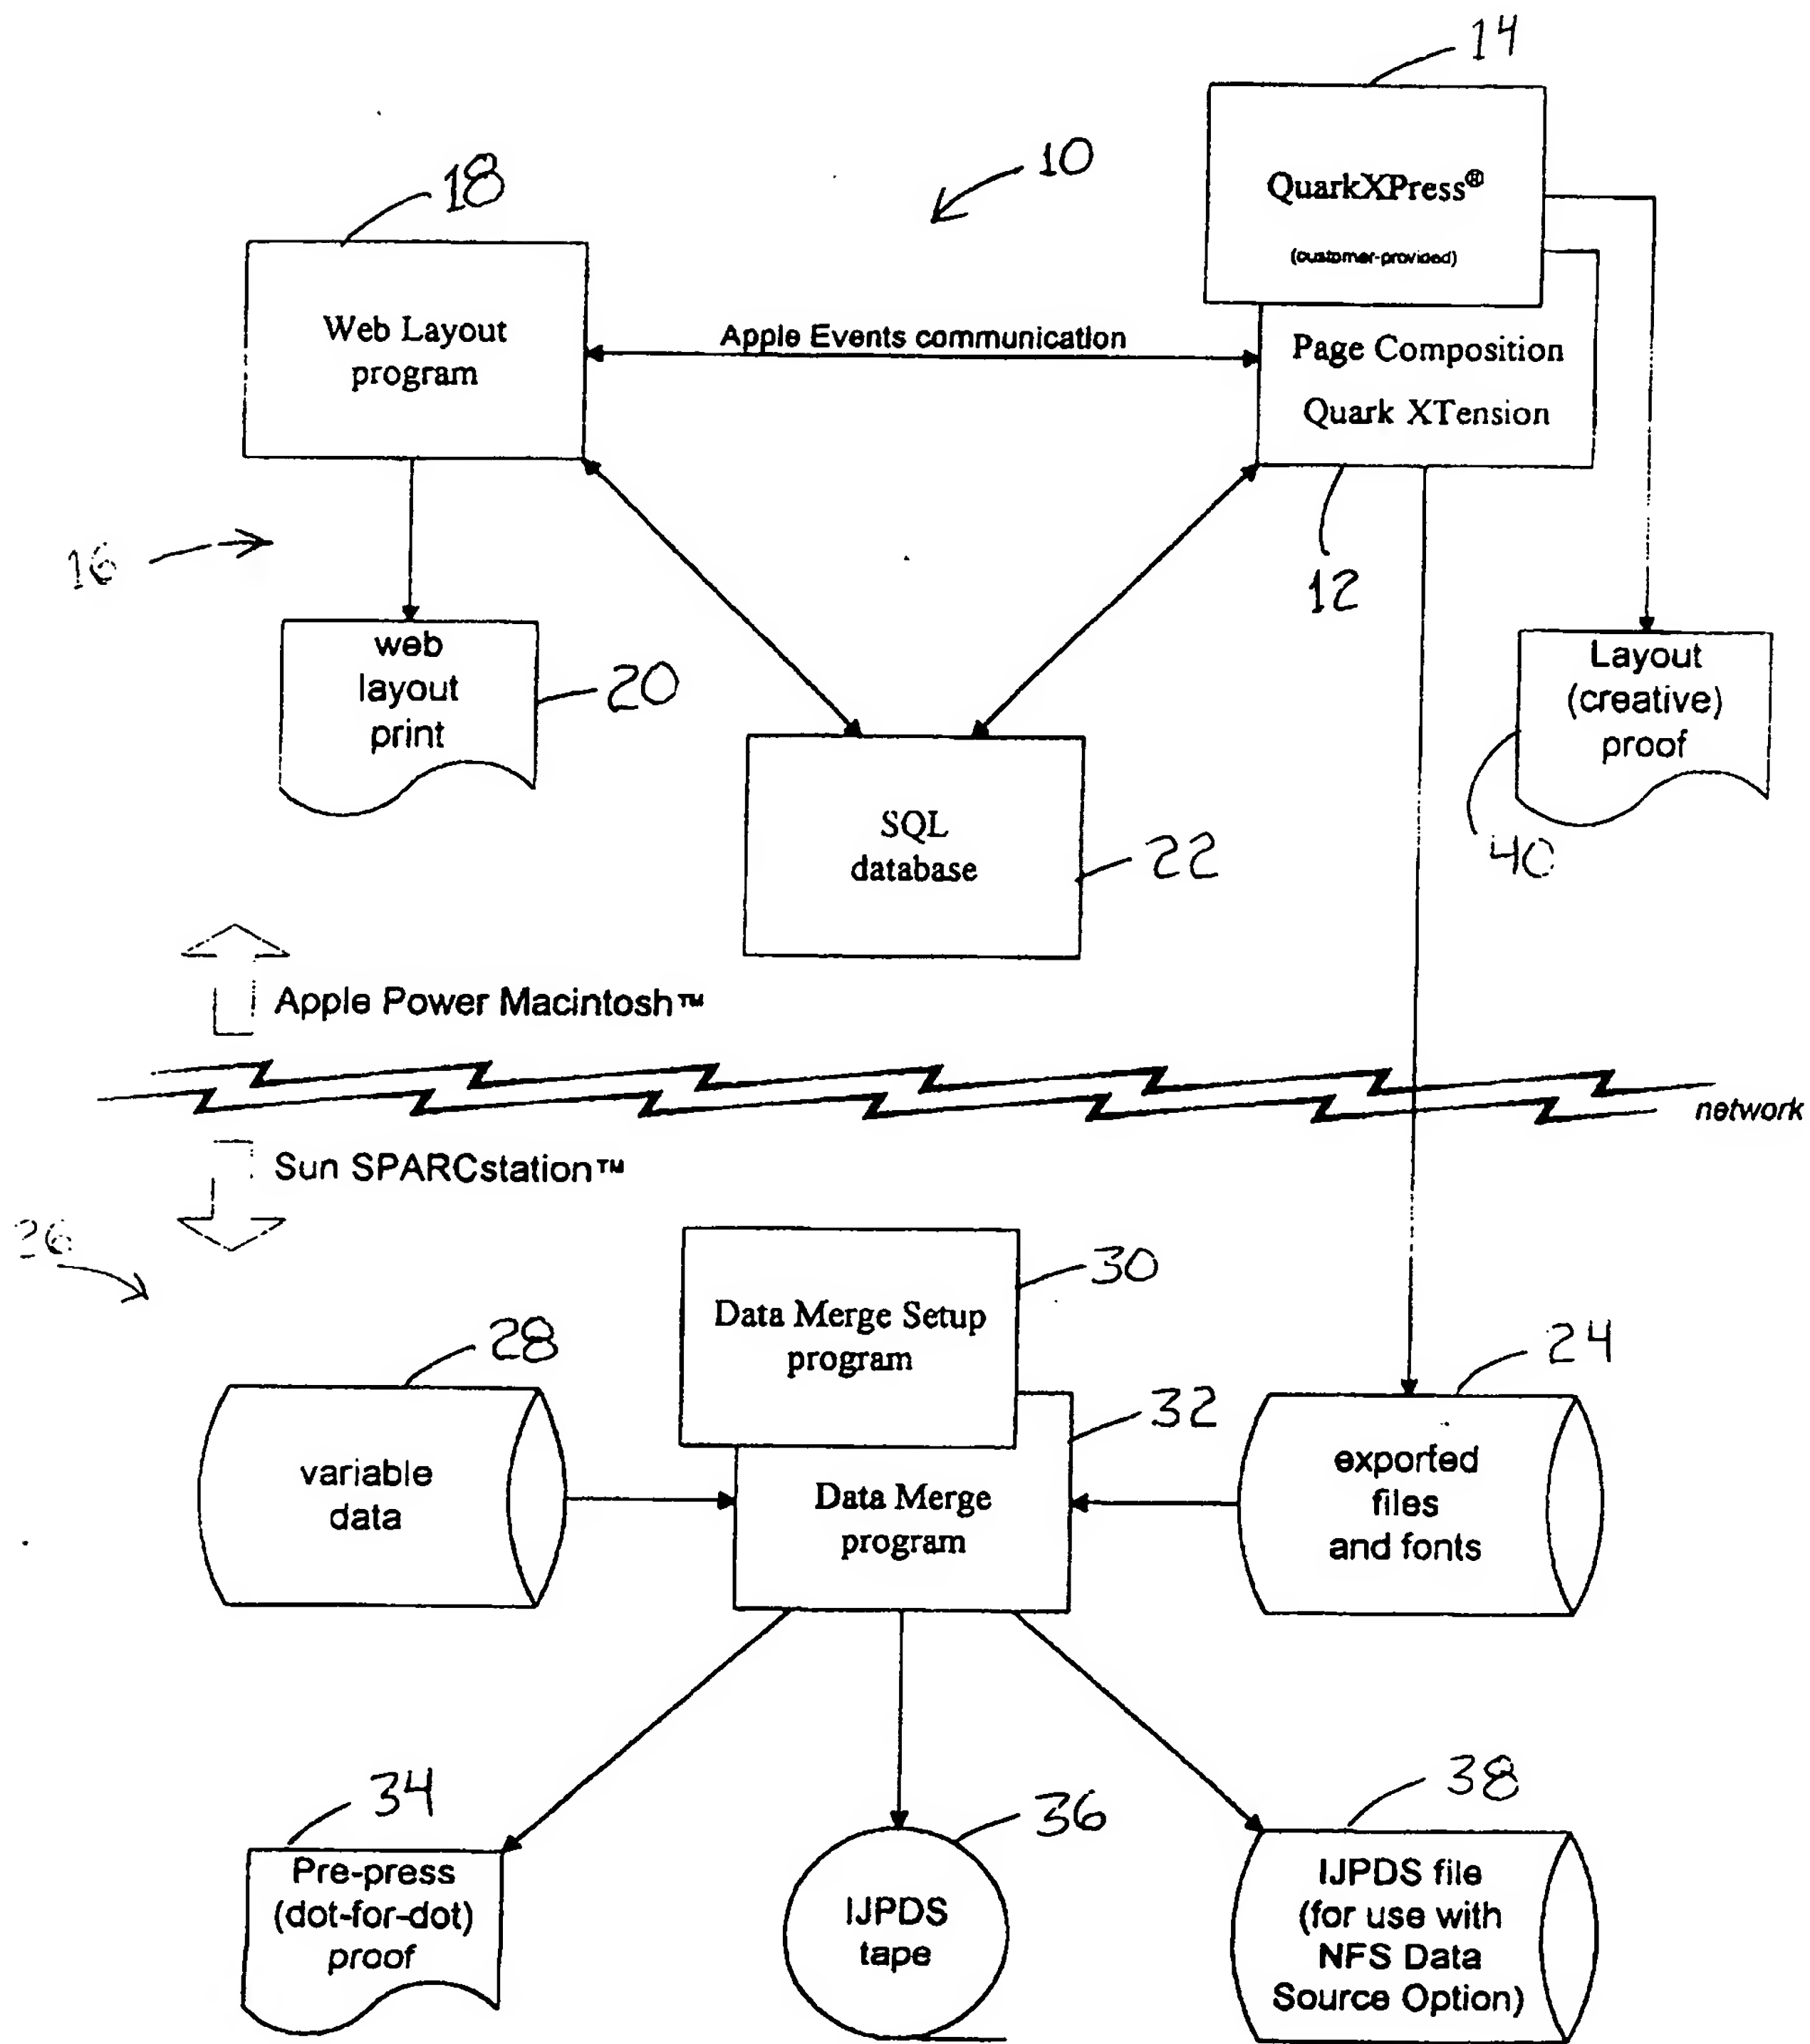 14
10
18
QuarkXPress®
(customer-provided)
Web Layout
program
Apple Events communication
Page Composition
Quark XTension
16
12
web
layout
print
20
Layout
(creative)
proof
40
SQL
database
22
Apple Power Macintosh™
network
Sun SPARCstation™
26
30
Data Merge Setup
program
28
24
32
variable
data
Data Merge
program
exported
files
and fonts
34
36
38
Pre-press
(dot-for-dot)
proof
IJPDS
tape
IJPDS file
(for use with
NFS Data
Source Option)